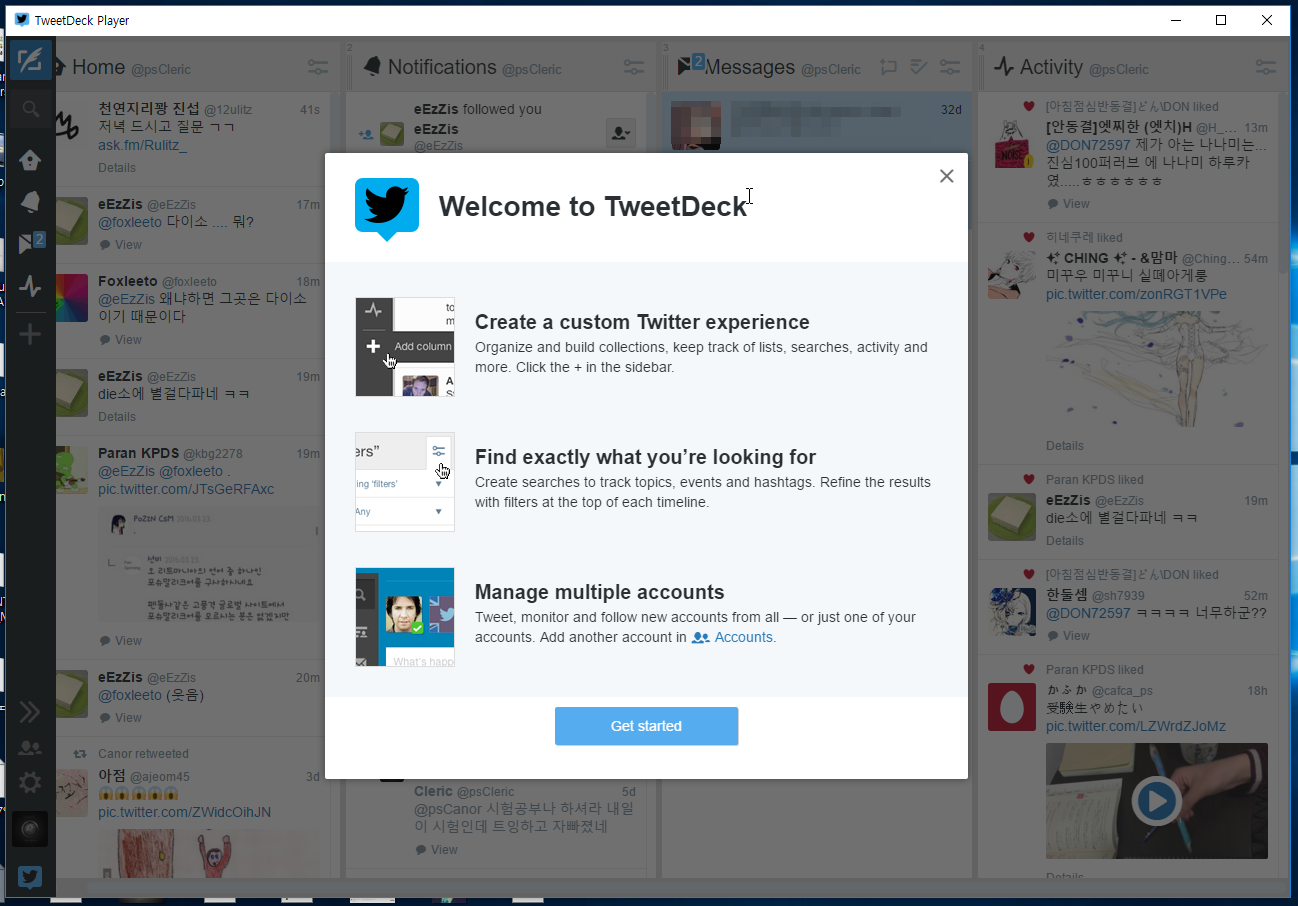 TweetDeck Player
Home @psCleric
천연지리꽝 진섭 @12ulitz 41s
저녁 드시고 질문 ㄱㄱ
ask.fm/Rulitz_
Details
eEzZis @eEzZis 17m
@foxleeto 다이소 .... 뭐?
View
Foxleeto @foxleeto 18m
@eEzZis 왜냐하면 그곳은 다이소
이기 때문이다
View
eEzZis @eEzZis 19m
die소에 별걸다파네 ㅋㅋ
Details
Paran KPDS @kbg2278 19m
@eEzZis @foxleeto .
pic.twitter.com/JTsGeRFAxc
View
eEzZis @eEzZis 20m
@foxleeto (웃음)
View
Canor retweeted
아점 @ajeom45 3d
😱😱😱😱😱
pic.twitter.com/ZWidcOihJN
2
2
Notifications @psCleric
eEzZis followed you
eEzZis
@eEzZis
Cleric @psCleric 5d
@psCanor 시험공부나 하셔라 내일
이 시험인데 트잉하고 자빠졌네
View
3
2
Messages @psCleric
32d
4
Activity @psCleric
[아침점심반동결]どん\DON liked
[안동결]엣찌한 (엣치)H @H_... 13m
@DON72597 제가 아는 나나미는...
진심100퍼러브 에 나나미 하루카
였.....ㅎㅎㅎㅎㅎㅎ
View
히네쿠레 liked
CHING - &맘마 @Ching... 54m
미꾸우 미꾸니 실떼아게룽
pic.twitter.com/zonRGT1VPe
Details
Paran KPDS liked
eEzZis @eEzZis 19m
die소에 별걸다파네 ㅋㅋ
Details
[아침점심반동결]どん\DON liked
한둘셈 @sh7939 52m
@DON72597 ㅋㅋㅋㅋ 너무하군??
View
Paran KPDS liked
かふか @cafca_ps 18h
受験生やめたい
pic.twitter.com/LZWrdZJoMz
Details
Welcome to TweetDeck
Add column
Create a custom Twitter experience
Organize and build collections, keep track of lists, searches, activity and
more. Click the + in the sidebar.
ers”
ing 'filters'
Any
Find exactly what you’re looking for
Create searches to track topics, events and hashtags. Refine the results
with filters at the top of each timeline.
What's happ
Manage multiple accounts
Tweet, monitor and follow new accounts from all — or just one of your
accounts. Add another account in Accounts.
Get started